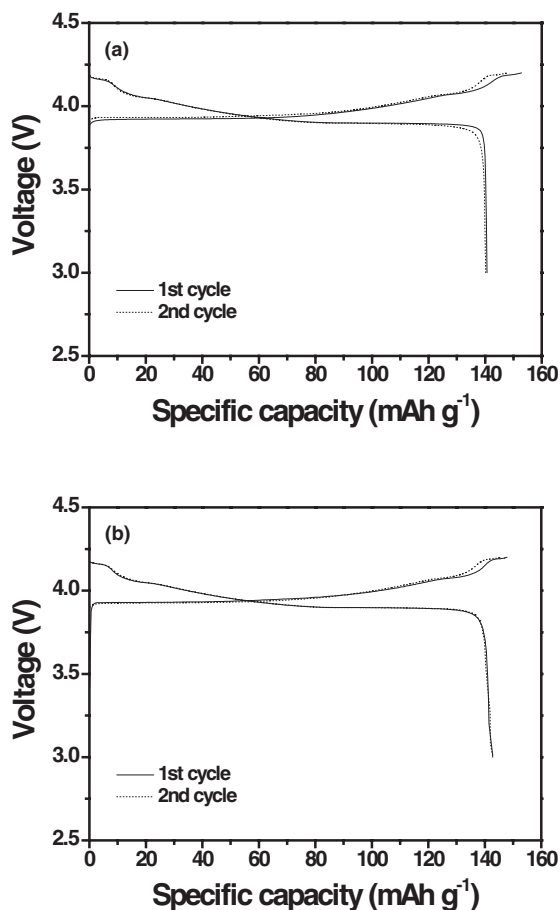 (a)
4.5
4.0
3.5
3.0
2.5
Voltage (V)
1st cycle
2nd cycle
0 20 40 60 80 100 120 140 160
Specific capacity (mAh g⁻¹)
(b)
4.5
4.0
3.5
3.0
2.5
Voltage (V)
1st cycle
2nd cycle
0 20 40 60 80 100 120 140 160
Specific capacity (mAh g⁻¹)